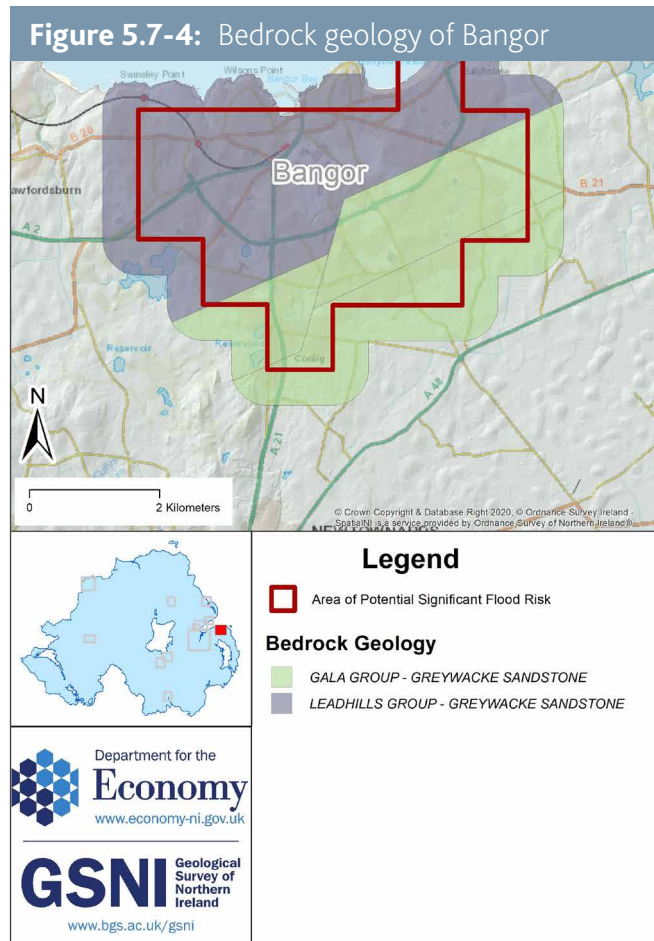 Figure 5.7-4: Bedrock geology of Bangor
Swineley Point
Wilsons Point
Bangor Bay
B 20
Bangor
B 21
awfordsburn
A 2
Reservoir
Conlig
A 48
A 21
N
0 2 Kilometers
© Crown Copyright & Database Right 2020, © Ordnance Survey Ireland -
SpatialNI is a service provided by Ordnance Survey of Northern Ireland®
Legend
Area of Potential Significant Flood Risk
Bedrock Geology
GALA GROUP - GREYWACKE SANDSTONE
LEADHILLS GROUP - GREYWACKE SANDSTONE
Department for the
Economy
www.economy-ni.gov.uk
GSNI
Geological
Survey of
Northern
Ireland
www.bgs.ac.uk/gsni